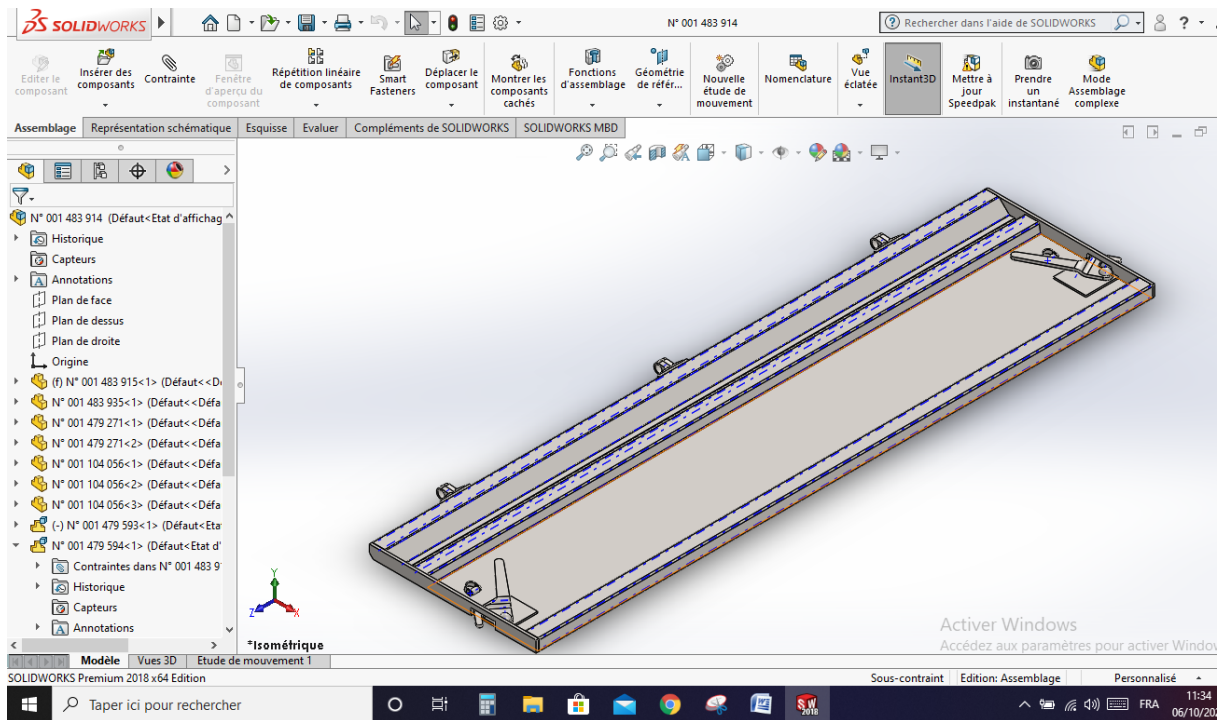 SOLIDWORKS
N° 001 483 914
Rechercher dans l'aide de SOLIDWORKS
?
Editer le composant
Insérer des composants
Contrainte
Fenêtre d'aperçu du composant
Répétition linéaire de composants
Smart Fasteners
Déplacer le composant
Montrer les composants cachés
Fonctions d'assemblage
Géométrie de référ...
Nouvelle étude de mouvement
Nomenclature
Vue éclatée
Instant3D
Mettre à jour Speedpak
Prendre un instantané
Mode Assemblage complexe
Assemblage
Représentation schématique
Esquisse
Evaluer
Compléments de SOLIDWORKS
SOLIDWORKS MBD
N° 001 483 914 (Défaut<Etat d'affichag
Historique
Capteurs
Annotations
Plan de face
Plan de dessus
Plan de droite
Origine
(f) N° 001 483 915<1> (Défaut<<D
N° 001 483 935<1> (Défaut<<Défa
N° 001 479 271<1> (Défaut<<Défa
N° 001 479 271<2> (Défaut<<Défa
N° 001 104 056<1> (Défaut<<Défa
N° 001 104 056<2> (Défaut<<Défa
N° 001 104 056<3> (Défaut<<Défa
(-) N° 001 479 593<1> (Défaut<Eta
N° 001 479 594<1> (Défaut<Etat d'
Contraintes dans N° 001 483 9
Historique
Capteurs
Annotations
Y
Z
X
*Isométrique
Activer Windows
Accédez aux paramètres pour activer Window
Modèle
Vues 3D
Etude de mouvement 1
SOLIDWORKS Premium 2018 x64 Edition
Sous-contraint
Edition: Assemblage
Personnalisé
Taper ici pour rechercher
SW
2018
FRA
11:34
06/10/202